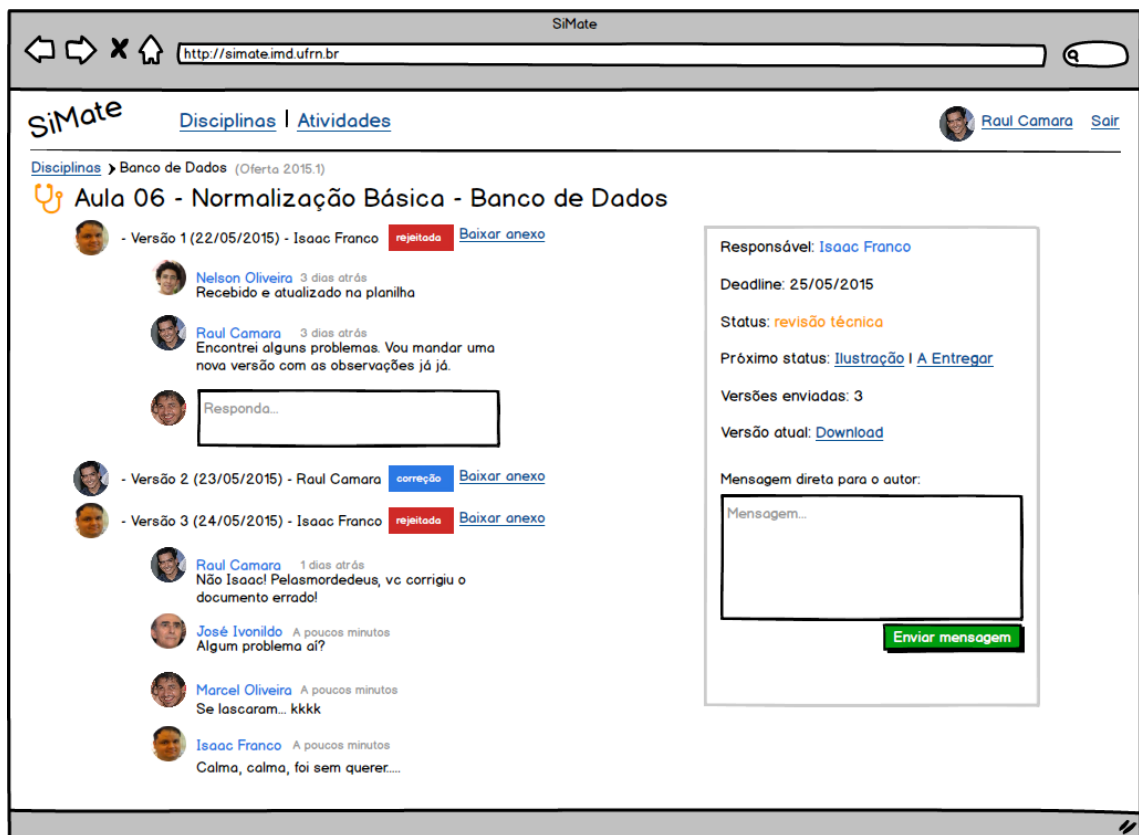 SiMate
http://simate.imd.ufrn.br
SiMate
Disciplinas | Atividades
Raul Camara
Sair
Disciplinas Banco de Dados (Oferta 2015.1)
Aula 06 - Normalização Básica - Banco de Dados
- Versão 1 (22/05/2015) - Isaac Franco rejeitada Baixar anexo
Nelson Oliveira 3 dias atrás
Recebido e atualizado na planilha
Raul Camara 3 dias atrás
Encontrei alguns problemas. Vou mandar uma
nova versão com as observações já já.
Responda...
- Versão 2 (23/05/2015) - Raul Camara correção Baixar anexo
- Versão 3 (24/05/2015) - Isaac Franco rejeitada Baixar anexo
Raul Camara 1 dias atrás
Não Isaac! Pelasmordedeus, vc corrigiu o
documento errado!
José Ivonildo A poucos minutos
Algum problema aí?
Marcel Oliveira A poucos minutos
Se lascaram... kkkk
Isaac Franco A poucos minutos
Calma, calma, foi sem querer.....
Responsável: Isaac Franco
Deadline: 25/05/2015
Status: revisão técnica
Próximo status: Ilustração | A Entregar
Versões enviadas: 3
Versão atual: Download
Mensagem direta para o autor:
Mensagem...
Enviar mensagem